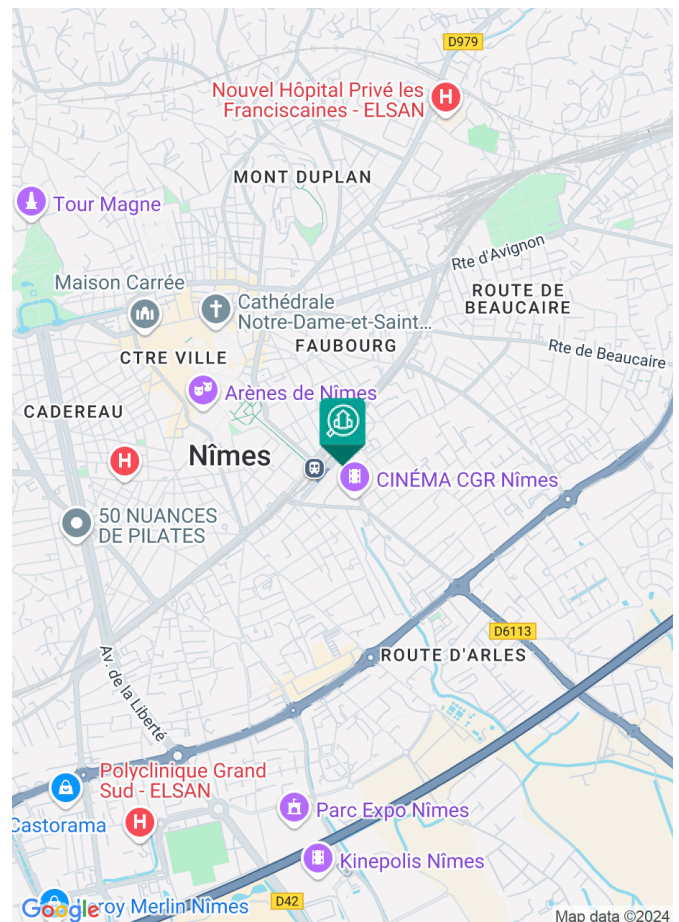 D979
Nouvel Hôpital Privé les
Franciscaines - ELSAN
MONT DUPLAN
Tour Magne
Rte d'Avignon
Maison Carrée
ROUTE DE
BEAUCAIRE
Cathédrale
Notre-Dame-et-Saint...
FAUBOURG
Rte de Beaucaire
CTRE VILLE
Arènes de Nîmes
CADEREAU
H
Nîmes
CINÉMA CGR Nîmes
50 NUANCES
DE PILATES
D6113
ROUTE D'ARLES
Av. de la Liberté
Polyclinique Grand
Sud - ELSAN
H
Castorama
Parc Expo Nîmes
Kinepolis Nîmes
Leroy Merlin Nîmes
D42
Google
Map data ©2024
H